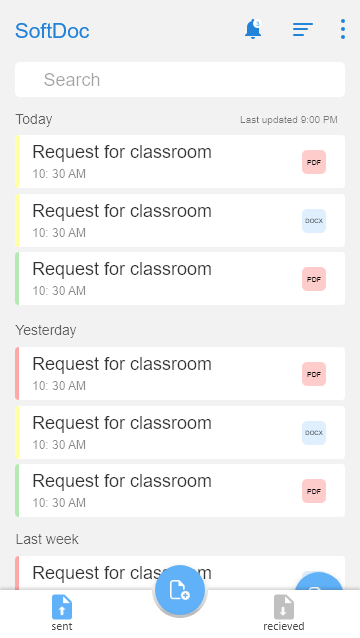 SoftDoc
3
Search
Today
Last updated 9:00 PM
Request for classroom
10: 30 AM
PDF
Request for classroom
10: 30 AM
DOCX
Request for classroom
10: 30 AM
PDF
Yesterday
Request for classroom
10: 30 AM
PDF
Request for classroom
10: 30 AM
DOCX
Request for classroom
10: 30 AM
PDF
Last week
Request for classroom
sent
recieved